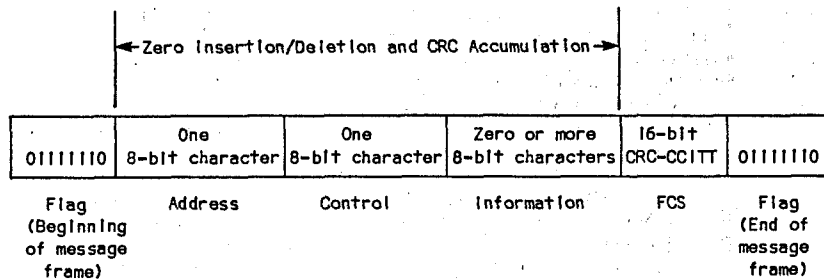 Zero Insertion/Deletion and CRC Accumulation
01111110
One
8-bit character
One
8-bit character
Zero or more
8-bit characters
16-bit
CRC-CCITT
01111110
Flag
(Beginning
of message
frame)
Address
Control
Information
FCS
Flag
(End of
message
frame)